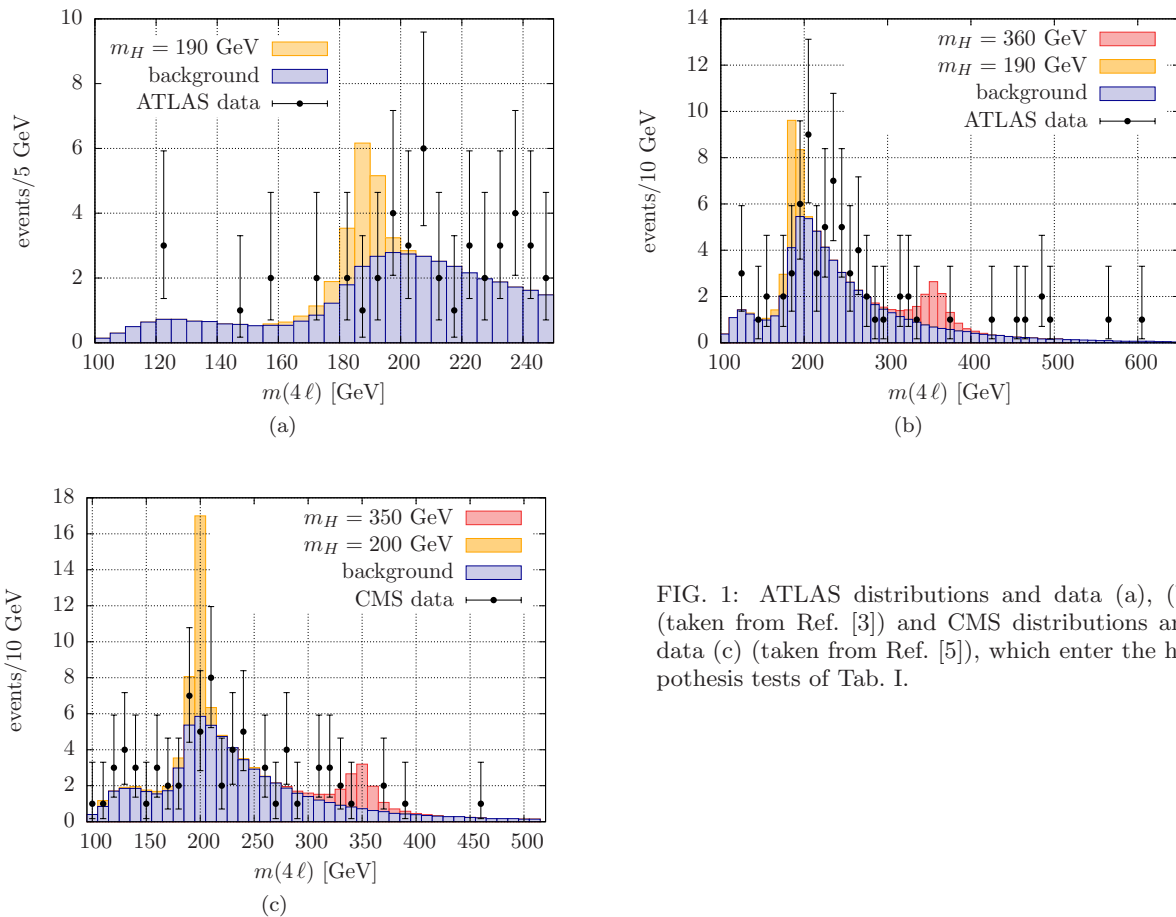 10
8
6
4
2
0
events/5 GeV
m_H = 190 GeV
background
ATLAS data
100 120 140 160 180 200 220 240
m(4 ℓ) [GeV]
(a)
14
12
10
8
6
4
2
0
events/10 GeV
m_H = 360 GeV
m_H = 190 GeV
background
ATLAS data
100 200 300 400 500 600
m(4 ℓ) [GeV]
(b)
18
16
14
12
10
8
6
4
2
0
events/10 GeV
m_H = 350 GeV
m_H = 200 GeV
background
CMS data
100 150 200 250 300 350 400 450 500
m(4 ℓ) [GeV]
(c)
FIG. 1: ATLAS distributions and data (a), (
(taken from Ref. [3]) and CMS distributions a
data (c) (taken from Ref. [5]), which enter the h
pothesis tests of Tab. I.